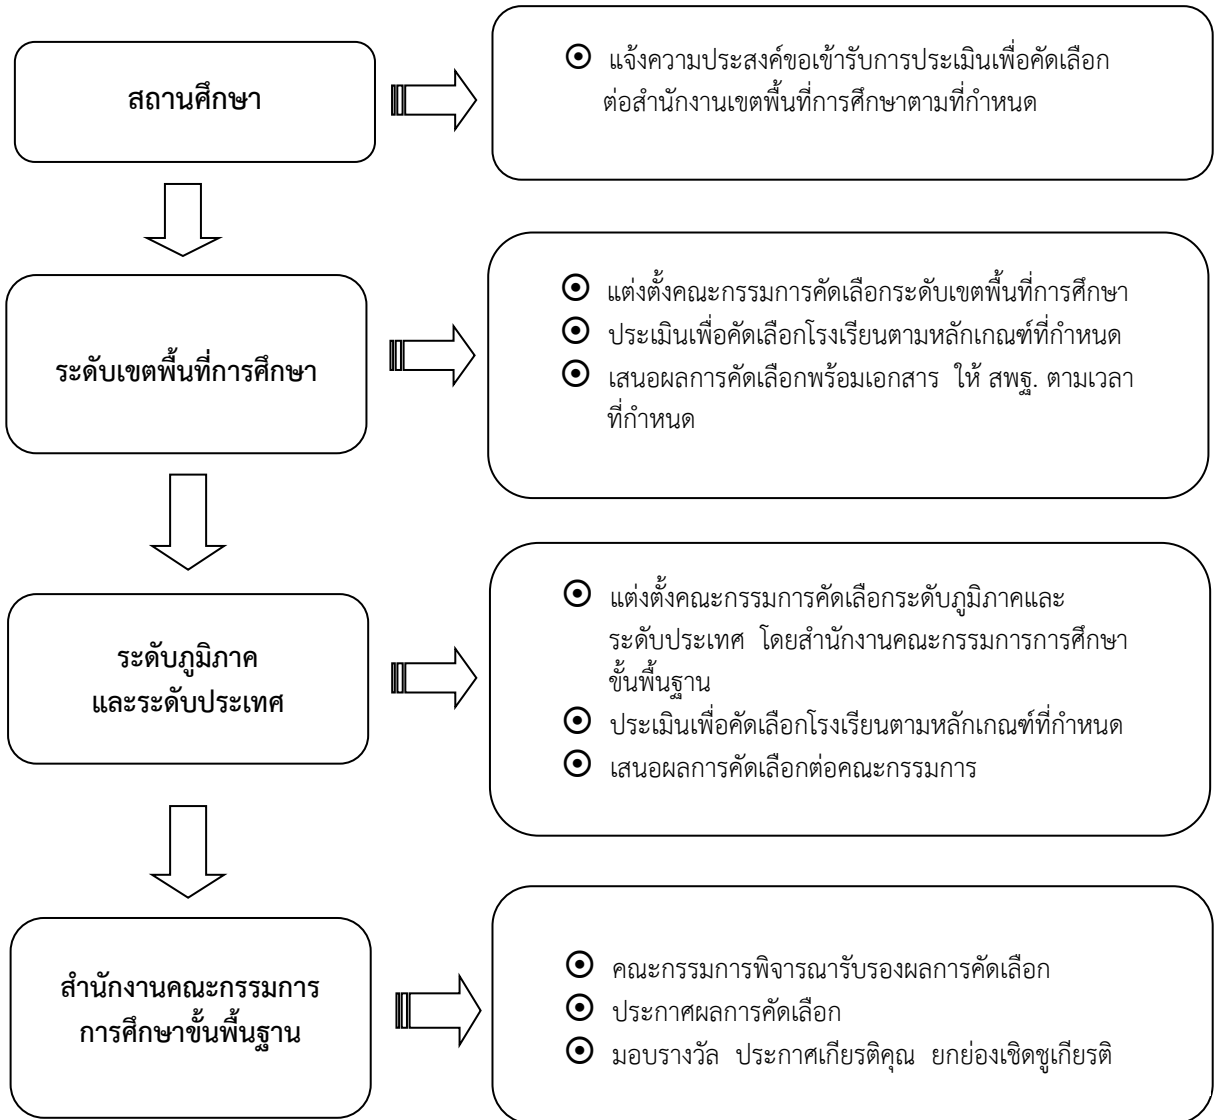 สถานศึกษา
⦿ แจ้งความประสงค์ขอเข้ารับการประเมินเพื่อคัดเลือก
ต่อสำนักงานเขตพื้นที่การศึกษาตามที่กำหนด
ระดับเขตพื้นที่การศึกษา
⦿ แต่งตั้งคณะกรรมการคัดเลือกระดับเขตพื้นที่การศึกษา
⦿ ประเมินเพื่อคัดเลือกโรงเรียนตามหลักเกณฑ์ที่กำหนด
⦿ เสนอผลการคัดเลือกพร้อมเอกสาร ให้ สพฐ. ตามเวลา
ที่กำหนด
ระดับภูมิภาค
และระดับประเทศ
⦿ แต่งตั้งคณะกรรมการคัดเลือกระดับภูมิภาคและ
ระดับประเทศ โดยสำนักงานคณะกรรมการการศึกษา
ขั้นพื้นฐาน
⦿ ประเมินเพื่อคัดเลือกโรงเรียนตามหลักเกณฑ์ที่กำหนด
⦿ เสนอผลการคัดเลือกต่อคณะกรรมการ
สำนักงานคณะกรรมการ
การศึกษาขั้นพื้นฐาน
⦿ คณะกรรมการพิจารณารับรองผลการคัดเลือก
⦿ ประกาศผลการคัดเลือก
⦿ มอบรางวัล ประกาศเกียรติคุณ ยกย่องเชิดชูเกียรติ